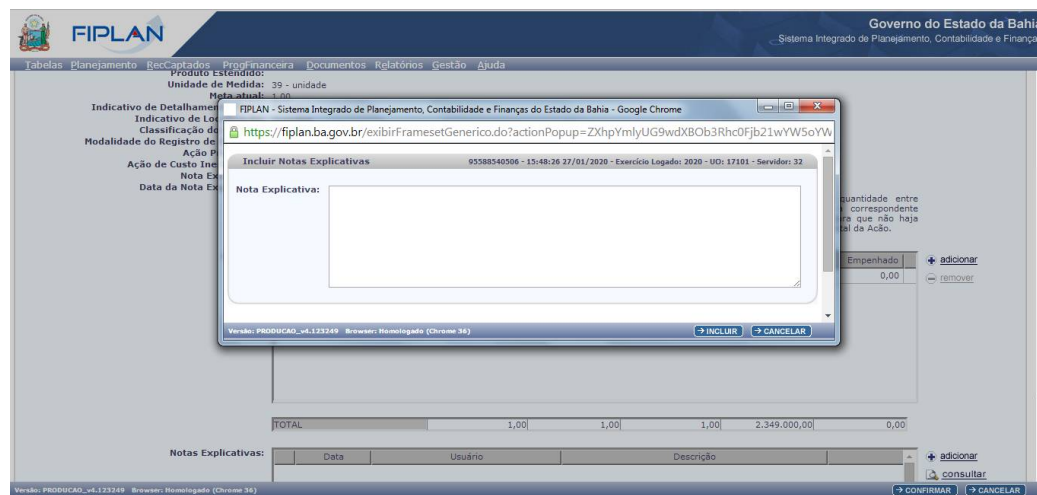 FIPLAN
Governo do Estado da Bahia
Sistema Integrado de Planejamento, Contabilidade e Finança
Tabelas Planejamento RecCaptados ProgFinanceira Documentos Relatórios Gestão Ajuda
Produto Estendido:
Unidade de Medida: 39 - unidade
Meta atual: 1,00
Indicativo de Detalhamen
Indicativo de Lo
Classificação do
Modalidade do Registro de
Ação P
Ação de Custo Ine
Nota Ex
Data da Nota Ex
FIPLAN - Sistema Integrado de Planejamento, Contabilidade e Finanças do Estado da Bahia - Google Chrome
https://fiplan.ba.gov.br/exibirFramesetGenerico.do?actionPopup=ZXhpYmlyUG9wdXBOb3Rhc0Fjb21wYW5oYW
Incluir Notas Explicativas 95588540506 - 15:48:26 27/01/2020 - Exercício Logado: 2020 - UO: 17101 - Servidor: 32
Nota Explicativa:
Versão: PRODUCAO_v4.123249 Browser: Homologado (Chrome 36) INCLUIR CANCELAR
quantidade entre
correspondente
ra que não haja
tal da Acão.
Empenhado adicionar
0,00 remover
TOTAL 1,00 1,00 1,00 2.349.000,00 0,00
Notas Explicativas: Data Usuário Descrição adicionar
consultar
Versão: PRODUCAO_v4.123249 Browser: Homologado (Chrome 36) CONFIRMAR CANCELAR